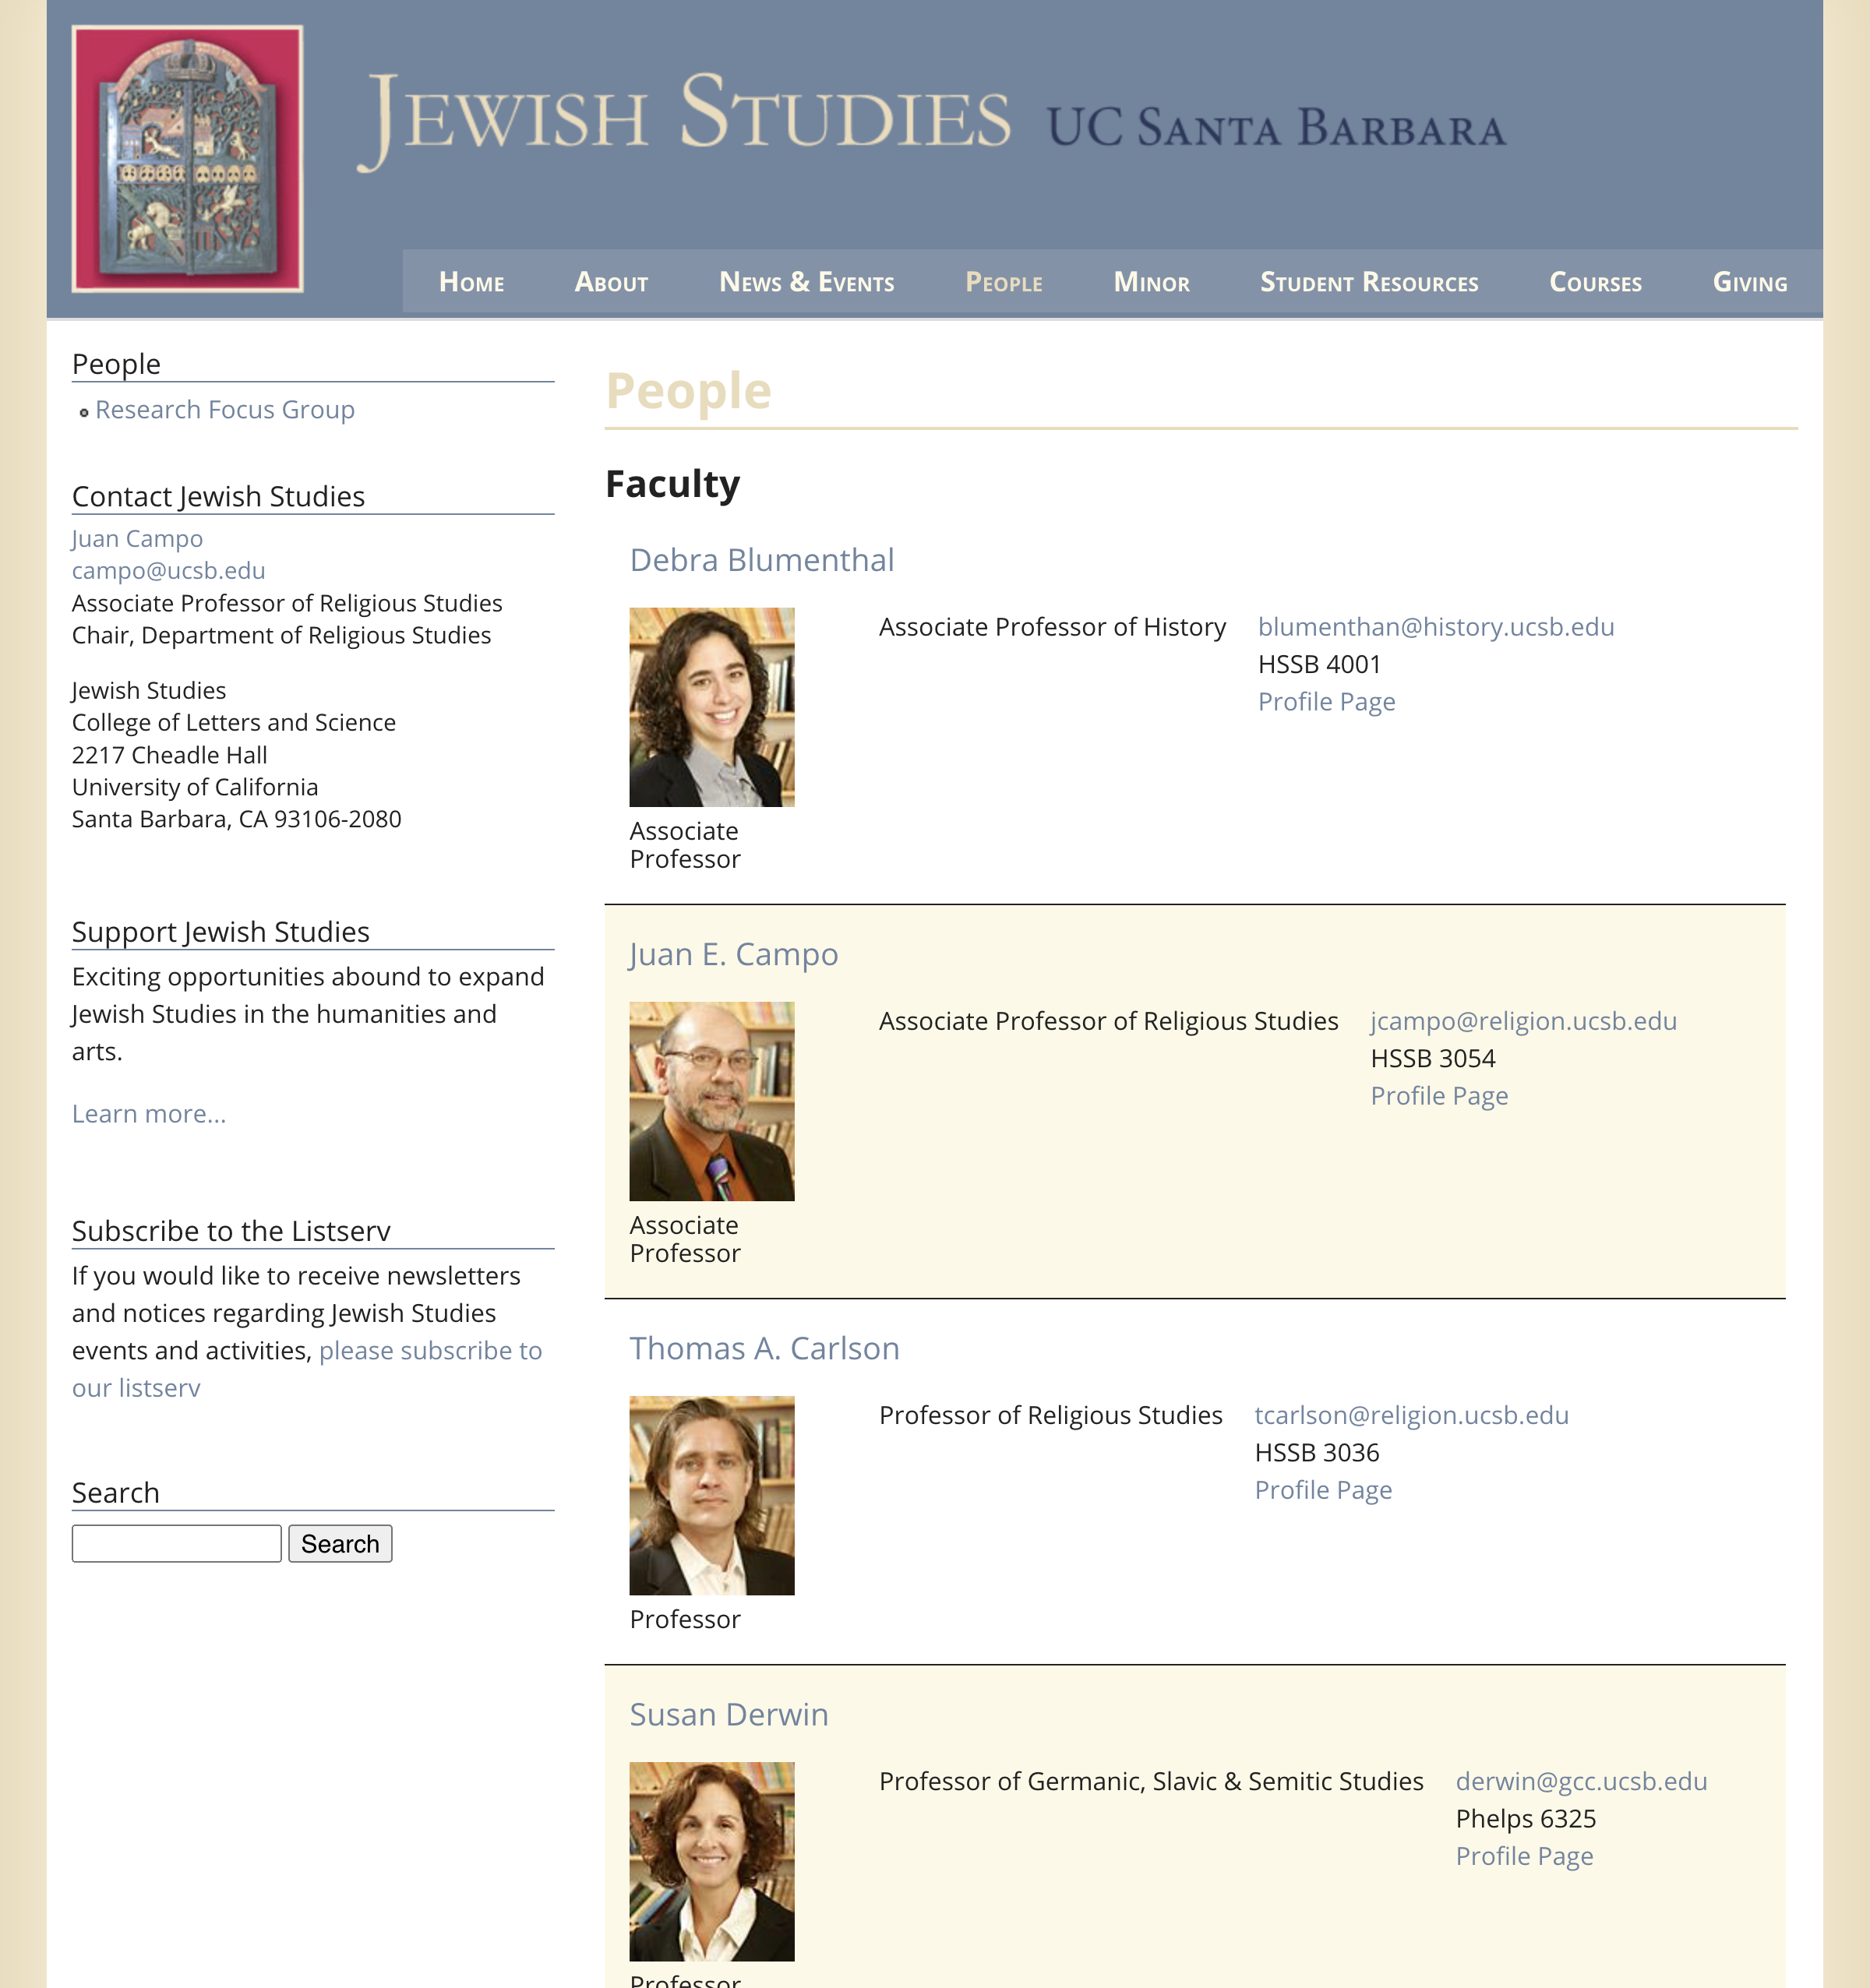 Jewish Studies UC Santa Barbara
Home About News & Events People Minor Student Resources Courses Giving
People
Research Focus Group
Contact Jewish Studies
Juan Campo
campo@ucsb.edu
Associate Professor of Religious Studies
Chair, Department of Religious Studies
Jewish Studies
College of Letters and Science
2217 Cheadle Hall
University of California
Santa Barbara, CA 93106-2080
Support Jewish Studies
Exciting opportunities abound to expand
Jewish Studies in the humanities and
arts.
Learn more...
Subscribe to the Listserv
If you would like to receive newsletters
and notices regarding Jewish Studies
events and activities, please subscribe to
our listserv
Search
Search
People
Faculty
Debra Blumenthal
Associate Professor of History
blumenthan@history.ucsb.edu
HSSB 4001
Profile Page
Associate
Professor
Juan E. Campo
Associate Professor of Religious Studies
jcampo@religion.ucsb.edu
HSSB 3054
Profile Page
Associate
Professor
Thomas A. Carlson
Professor of Religious Studies
tcarlson@religion.ucsb.edu
HSSB 3036
Profile Page
Professor
Susan Derwin
Professor of Germanic, Slavic & Semitic Studies
derwin@gcc.ucsb.edu
Phelps 6325
Profile Page
Professor